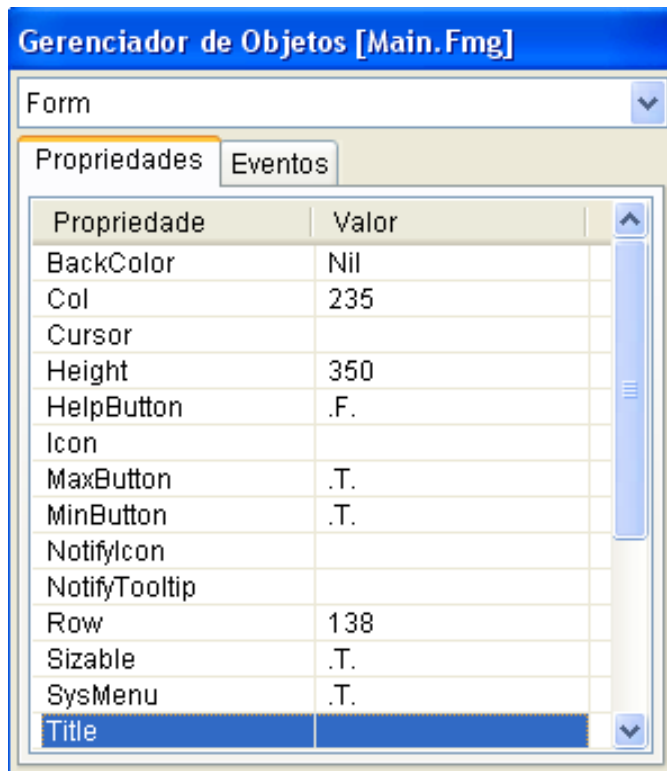 Gerenciador de Objetos [Main.Fmg]
Form
Propriedades Eventos
Propriedade Valor
BackColor Nil
Col 235
Cursor
Height 350
HelpButton .F.
Icon
MaxButton .T.
MinButton .T.
NotifyIcon
NotifyTooltip
Row 138
Sizable .T.
SysMenu .T.
Title